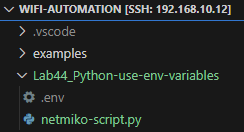 WIFI-AUTOMATION [SSH: 192.168.10.12]
.vscode
examples
Lab44_Python-use-env-variables
.env
netmiko-script.py